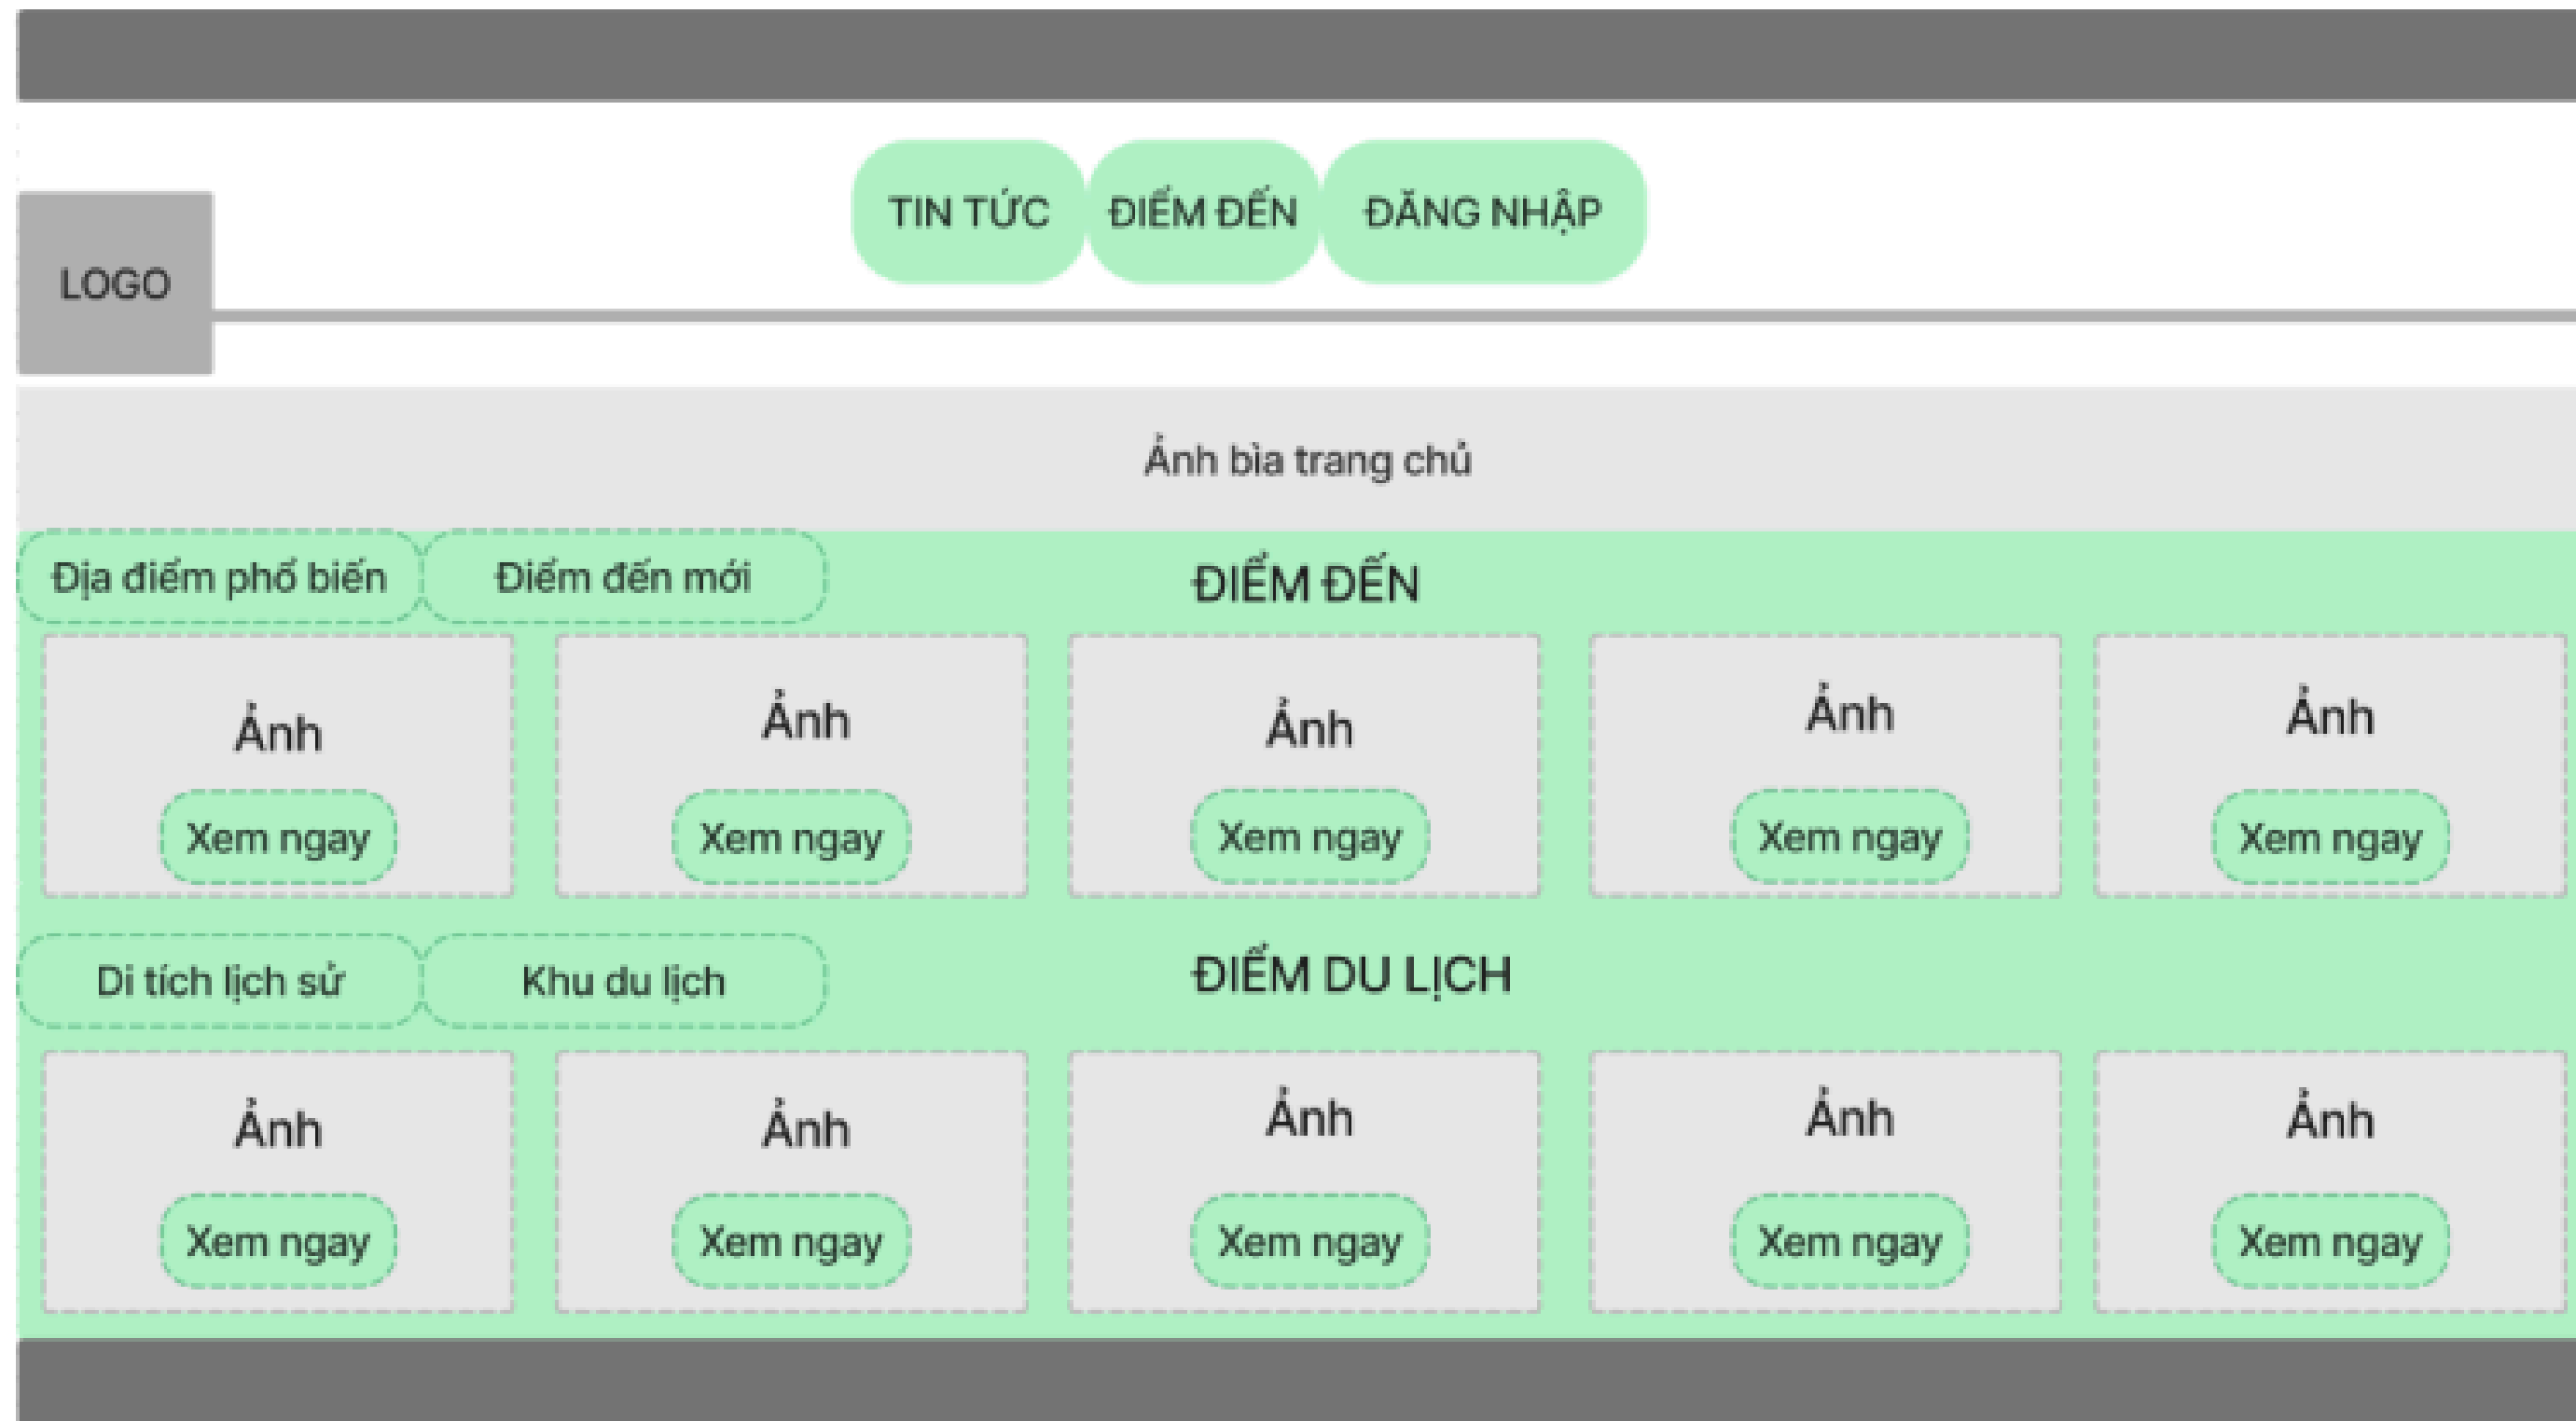 TIN TỨC
ĐIỂM ĐẾN
ĐĂNG NHẬP
LOGO
Ảnh bìa trang chủ
Địa điểm phổ biến
Điểm đến mới
ĐIỂM ĐẾN
Ảnh
Ảnh
Ảnh
Ảnh
Ảnh
Xem ngay
Xem ngay
Xem ngay
Xem ngay
Xem ngay
Di tích lịch sử
Khu du lịch
ĐIỂM DU LỊCH
Ảnh
Ảnh
Ảnh
Ảnh
Ảnh
Xem ngay
Xem ngay
Xem ngay
Xem ngay
Xem ngay